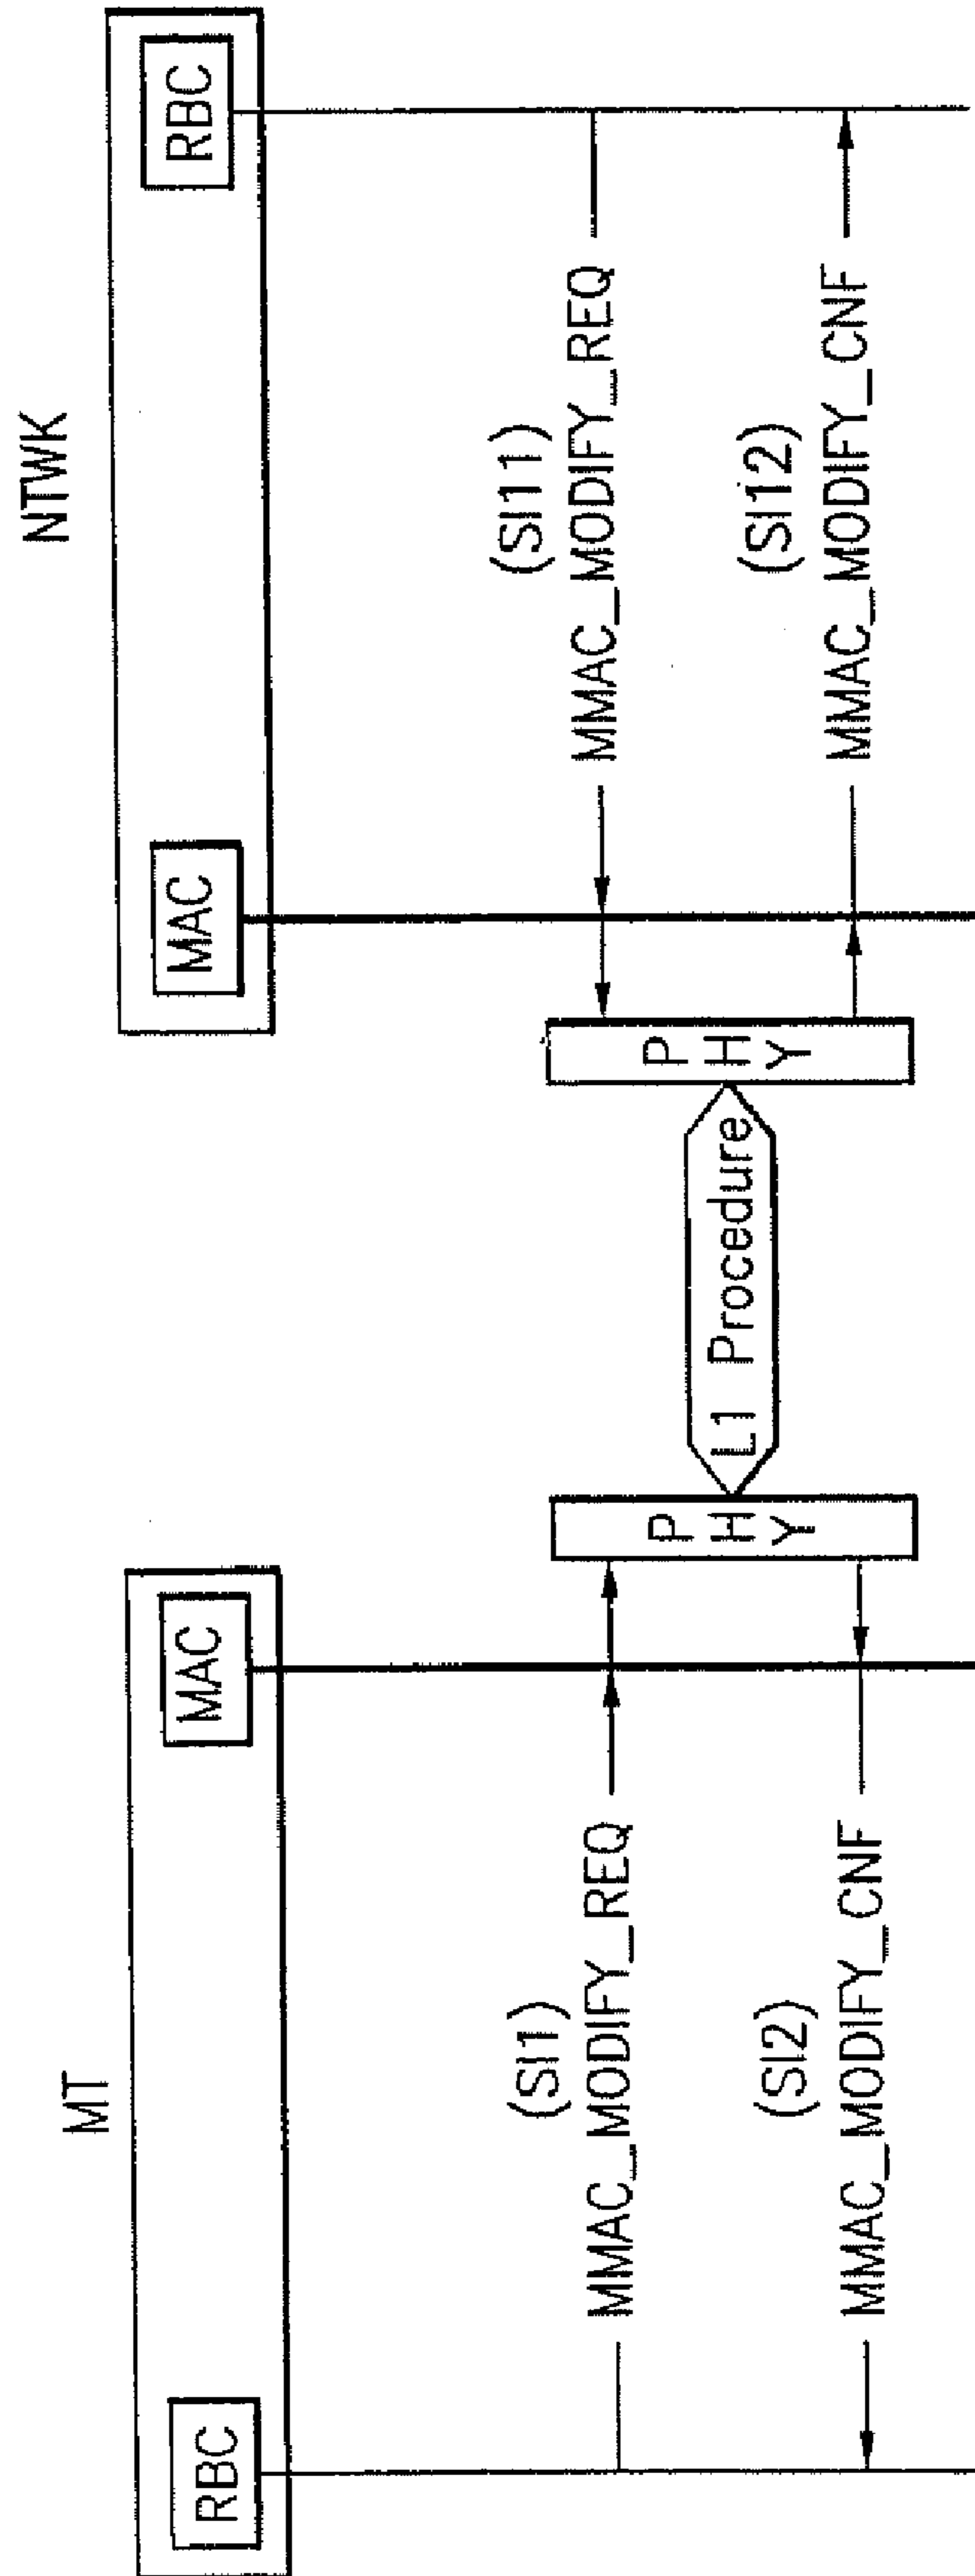 MT
NTWK
RBC
MAC
MAC
RBC
(SI1)
MMAC_MODIFY_REQ
(SI11)
MMAC_MODIFY_REQ
PHY
L1 Procedure
PHY
(SI2)
MMAC_MODIFY_CNF
(SI12)
MMAC_MODIFY_CNF